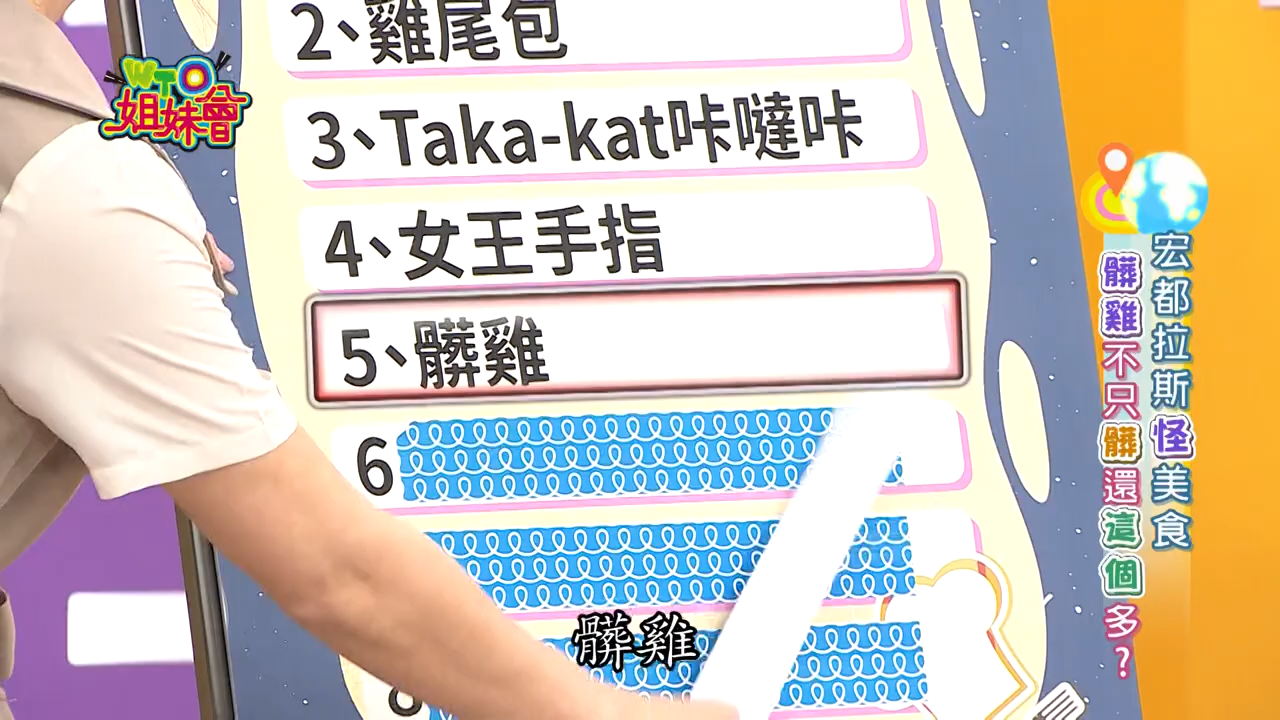 WTO
姐妹會
2、雞尾包
3、Taka-kat咔噠咔
4、女王手指
5、髒雞
6
8
髒雞
宏都拉斯怪美食
髒雞不只髒還這個多?